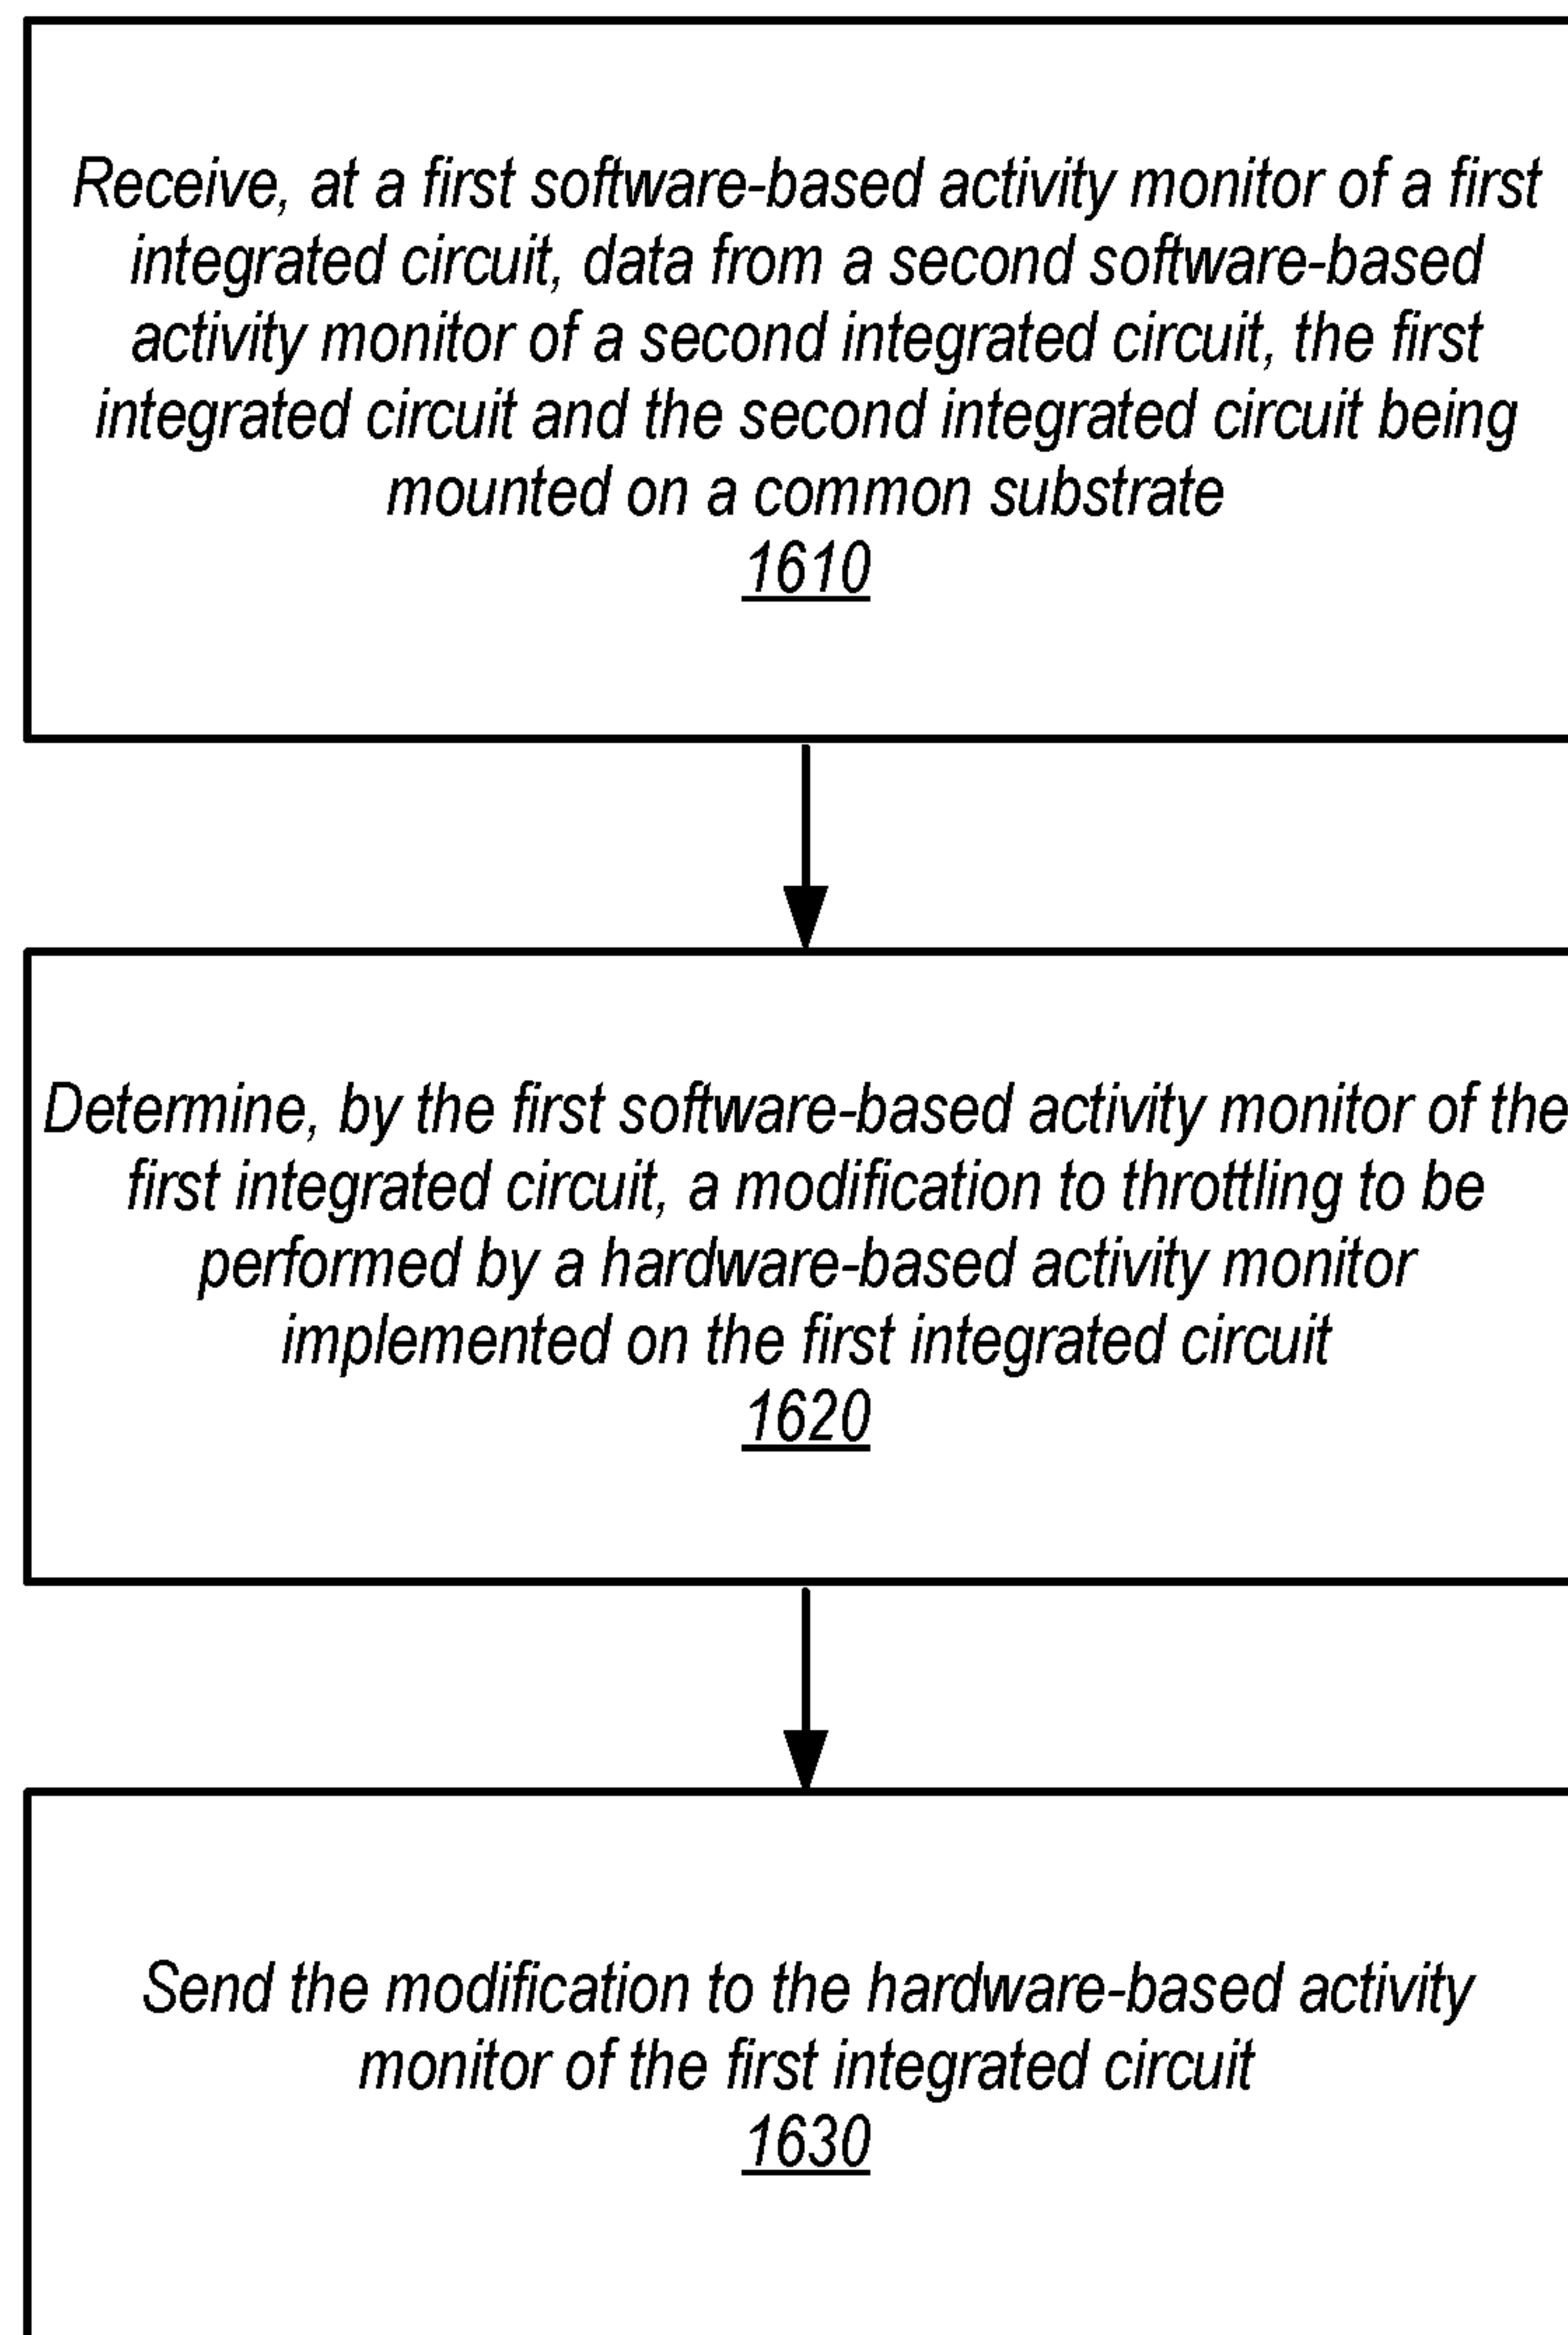 Receive, at a first software-based activity monitor of a first
integrated circuit, data from a second software-based
activity monitor of a second integrated circuit, the first
integrated circuit and the second integrated circuit being
mounted on a common substrate
1610
Determine, by the first software-based activity monitor of the
first integrated circuit, a modification to throttling to be
performed by a hardware-based activity monitor
implemented on the first integrated circuit
1620
Send the modification to the hardware-based activity
monitor of the first integrated circuit
1630